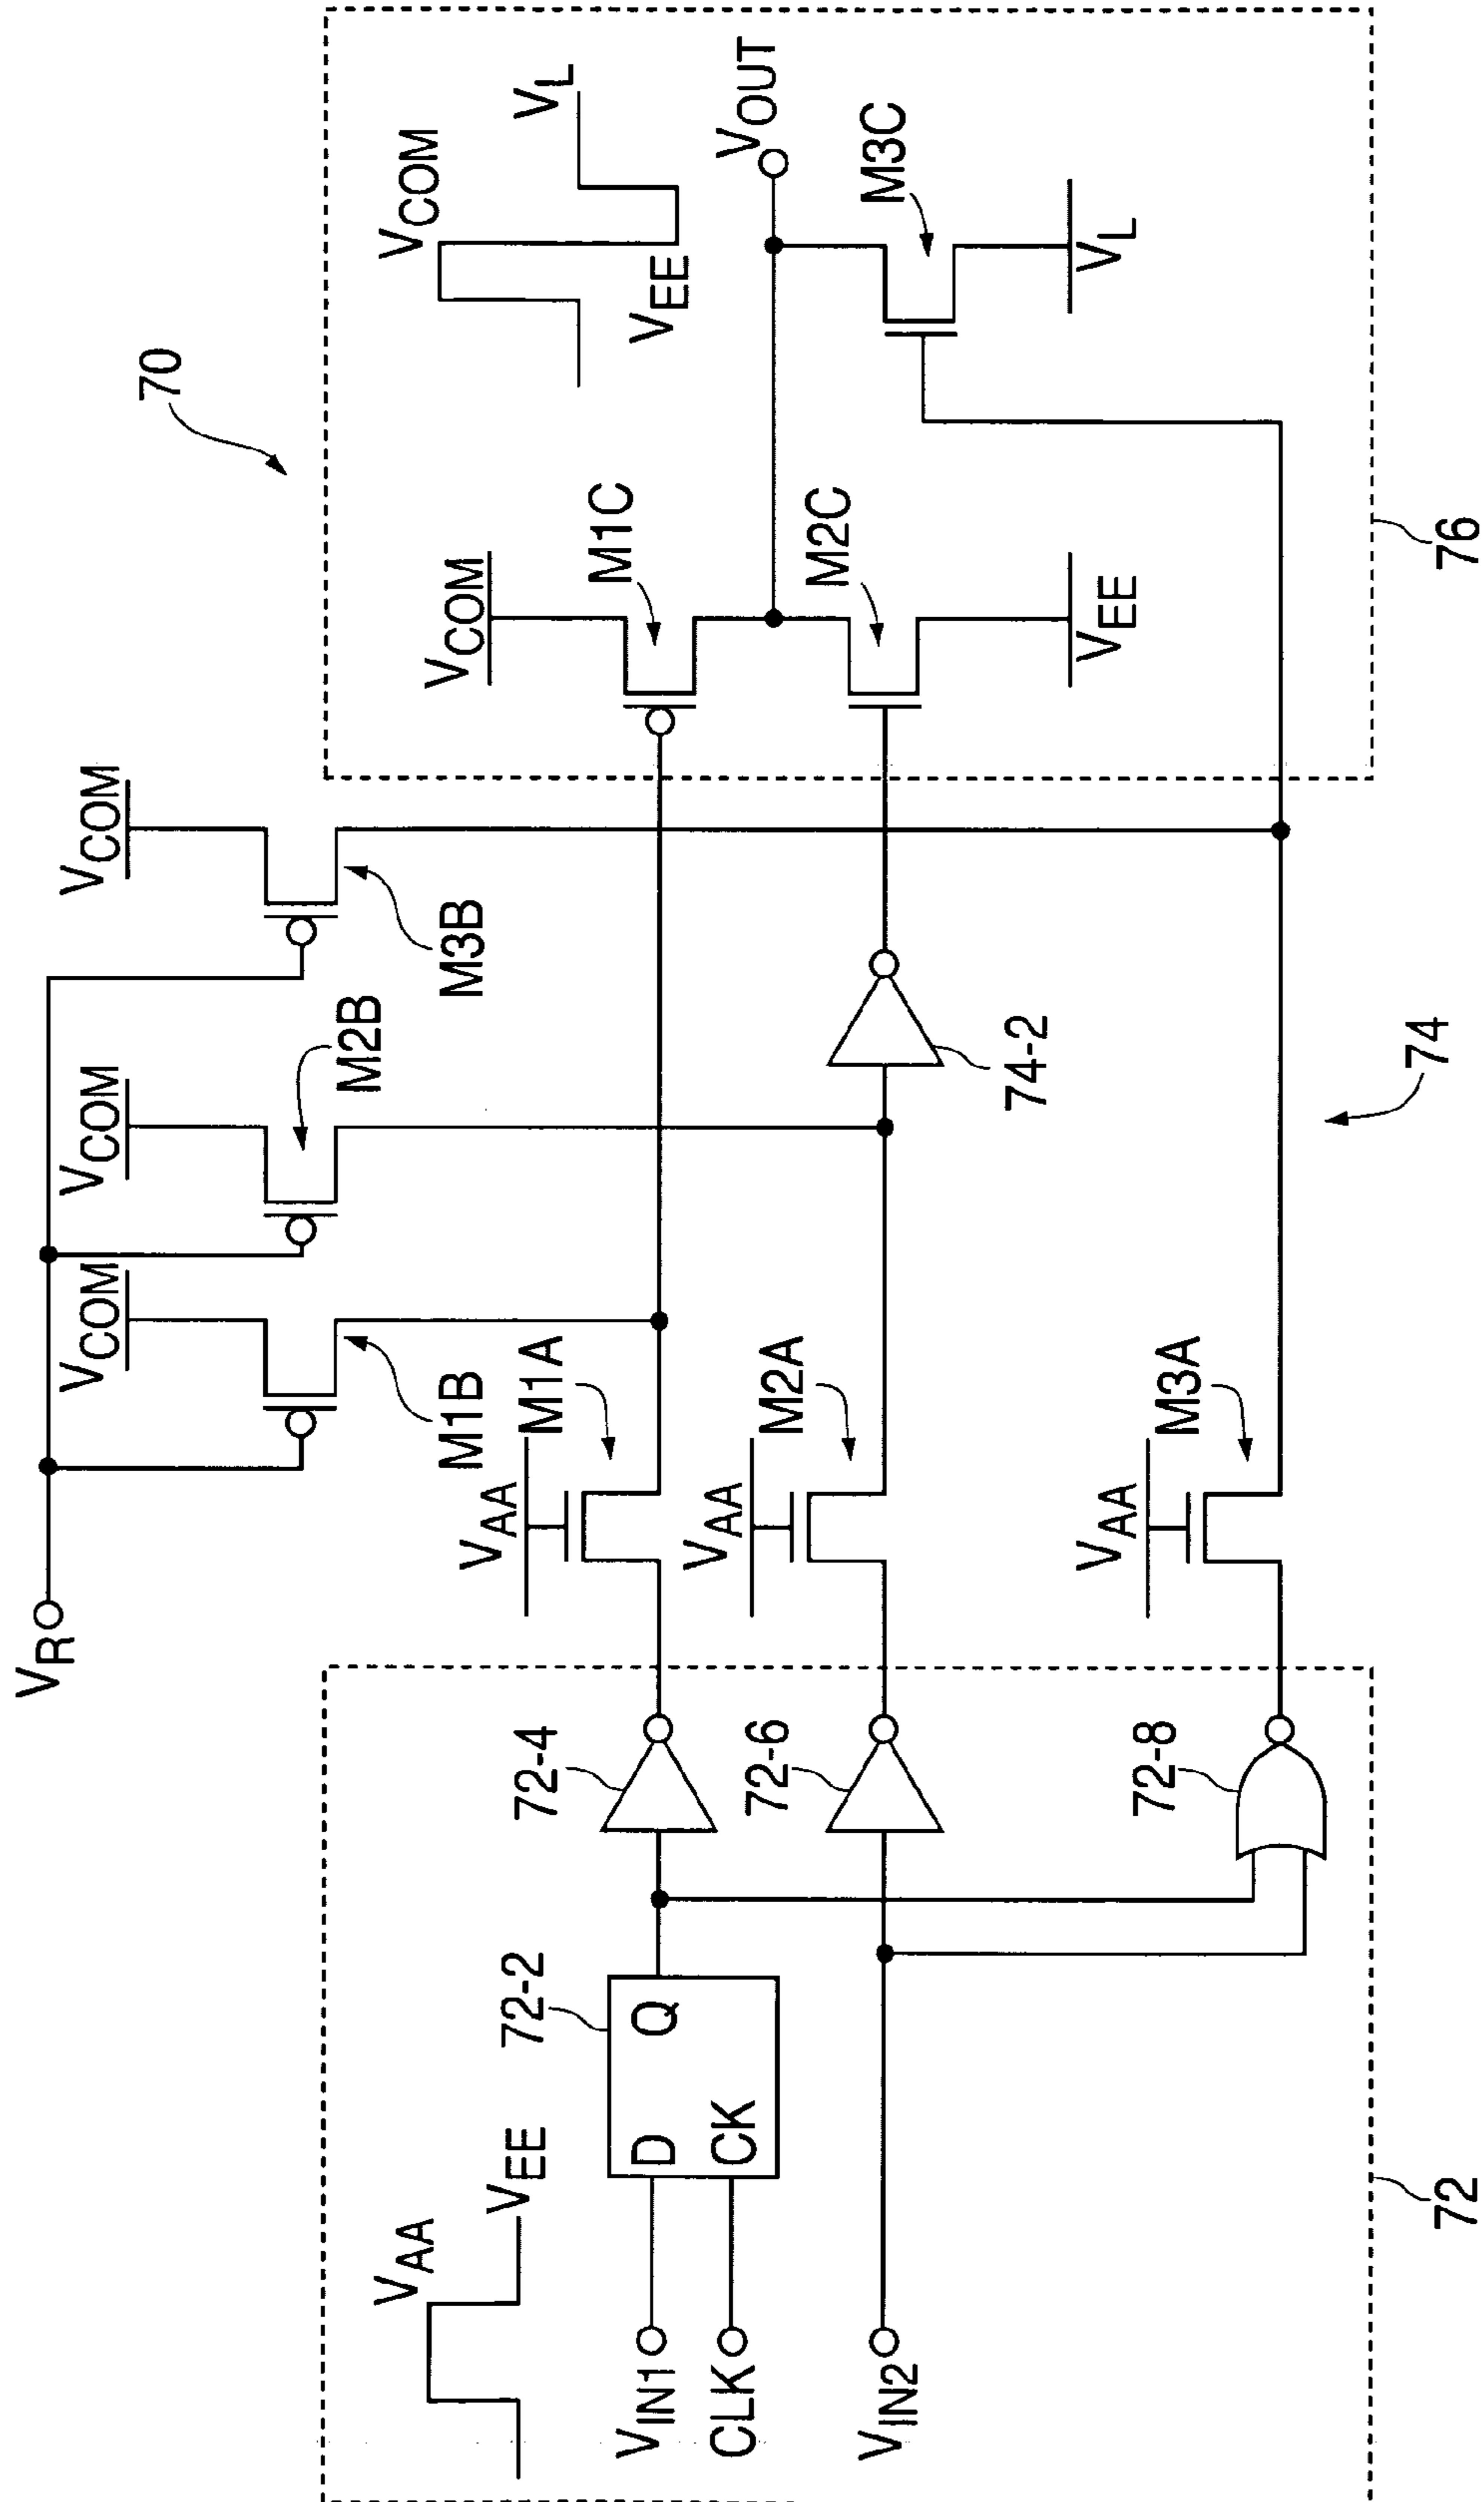 70
VR
VCOM
VCOM
VCOM
M1B
M2B
M3B
VAA
M1A
VAA
M2A
VAA
M3A
74-2
74
VAA
VEE
VIN1
CLK
VIN2
D
CK
Q
72-2
72-4
72-6
72-8
72
VCOM
M1C
M2C
VEE
VCOM
VEE
VL
VOUT
M3C
VL
76